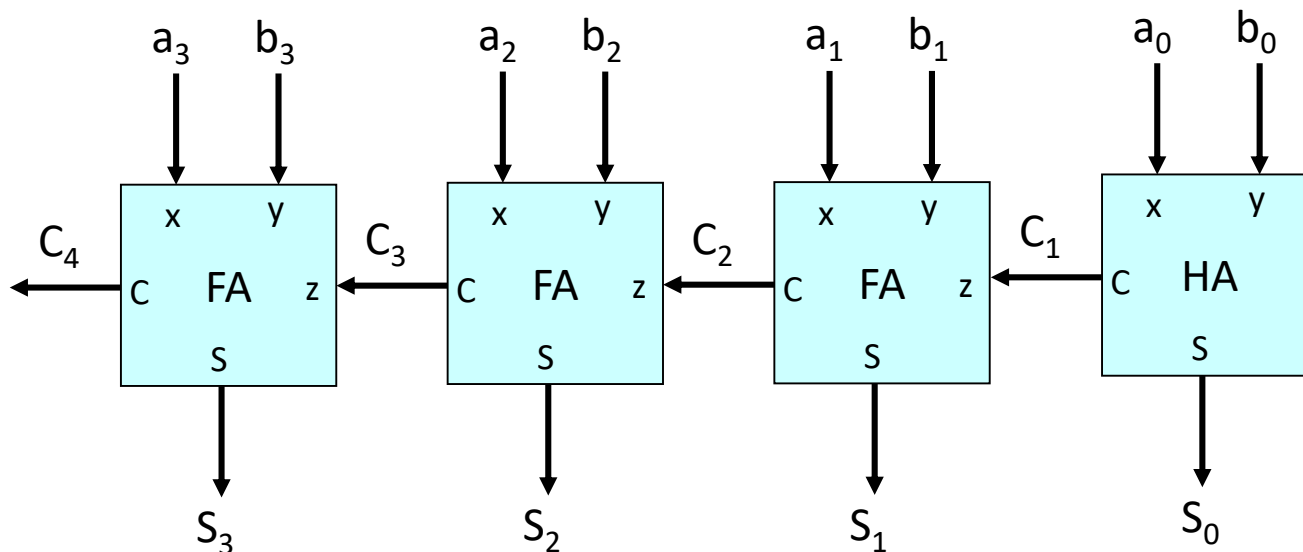 a₃ b₃ a₂ b₂ a₁ b₁ a₀ b₀
x y x y x y x y
C₄ C₃ C₂ C₁
C FA z C FA z C FA z C HA
S S S S
S₃ S₂ S₁ S₀